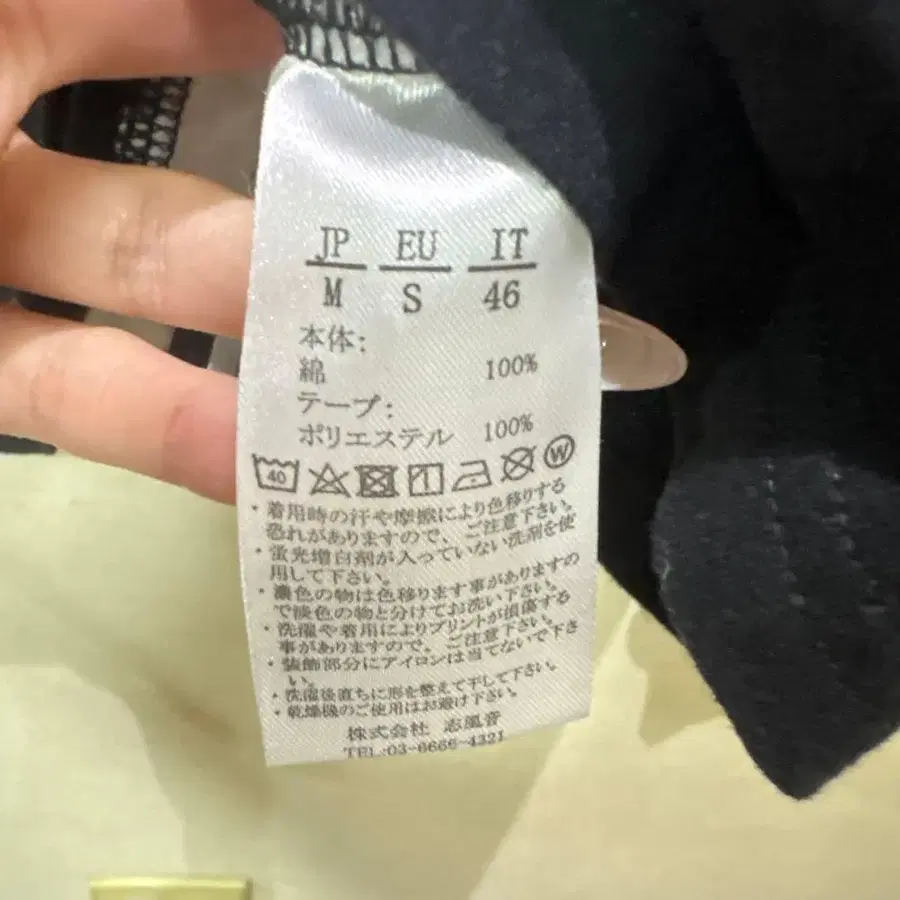 JP EU IT
M S 46
本体:
綿 100%
テープ:
ポリエステル 100%
40 W
・着用時の汗や摩擦により色移りする
恐れがありますので、ご注意下さい。
・蛍光増白剤が入っていない洗剤を使
用して下さい。
・濃色の物は色移ります事がありますの
で淡色の物と分けてお洗い下さい。
・洗濯や着用によりプリントが損傷する
事がありますので、ご注意下さい。
・装飾部分にアイロンは当てないで下さ
い。
・洗濯後直ちに形を整えて干して下さい。
・乾燥機のご使用はお避け下さい。
株式会社 志風音
TEL:03-6666-4321